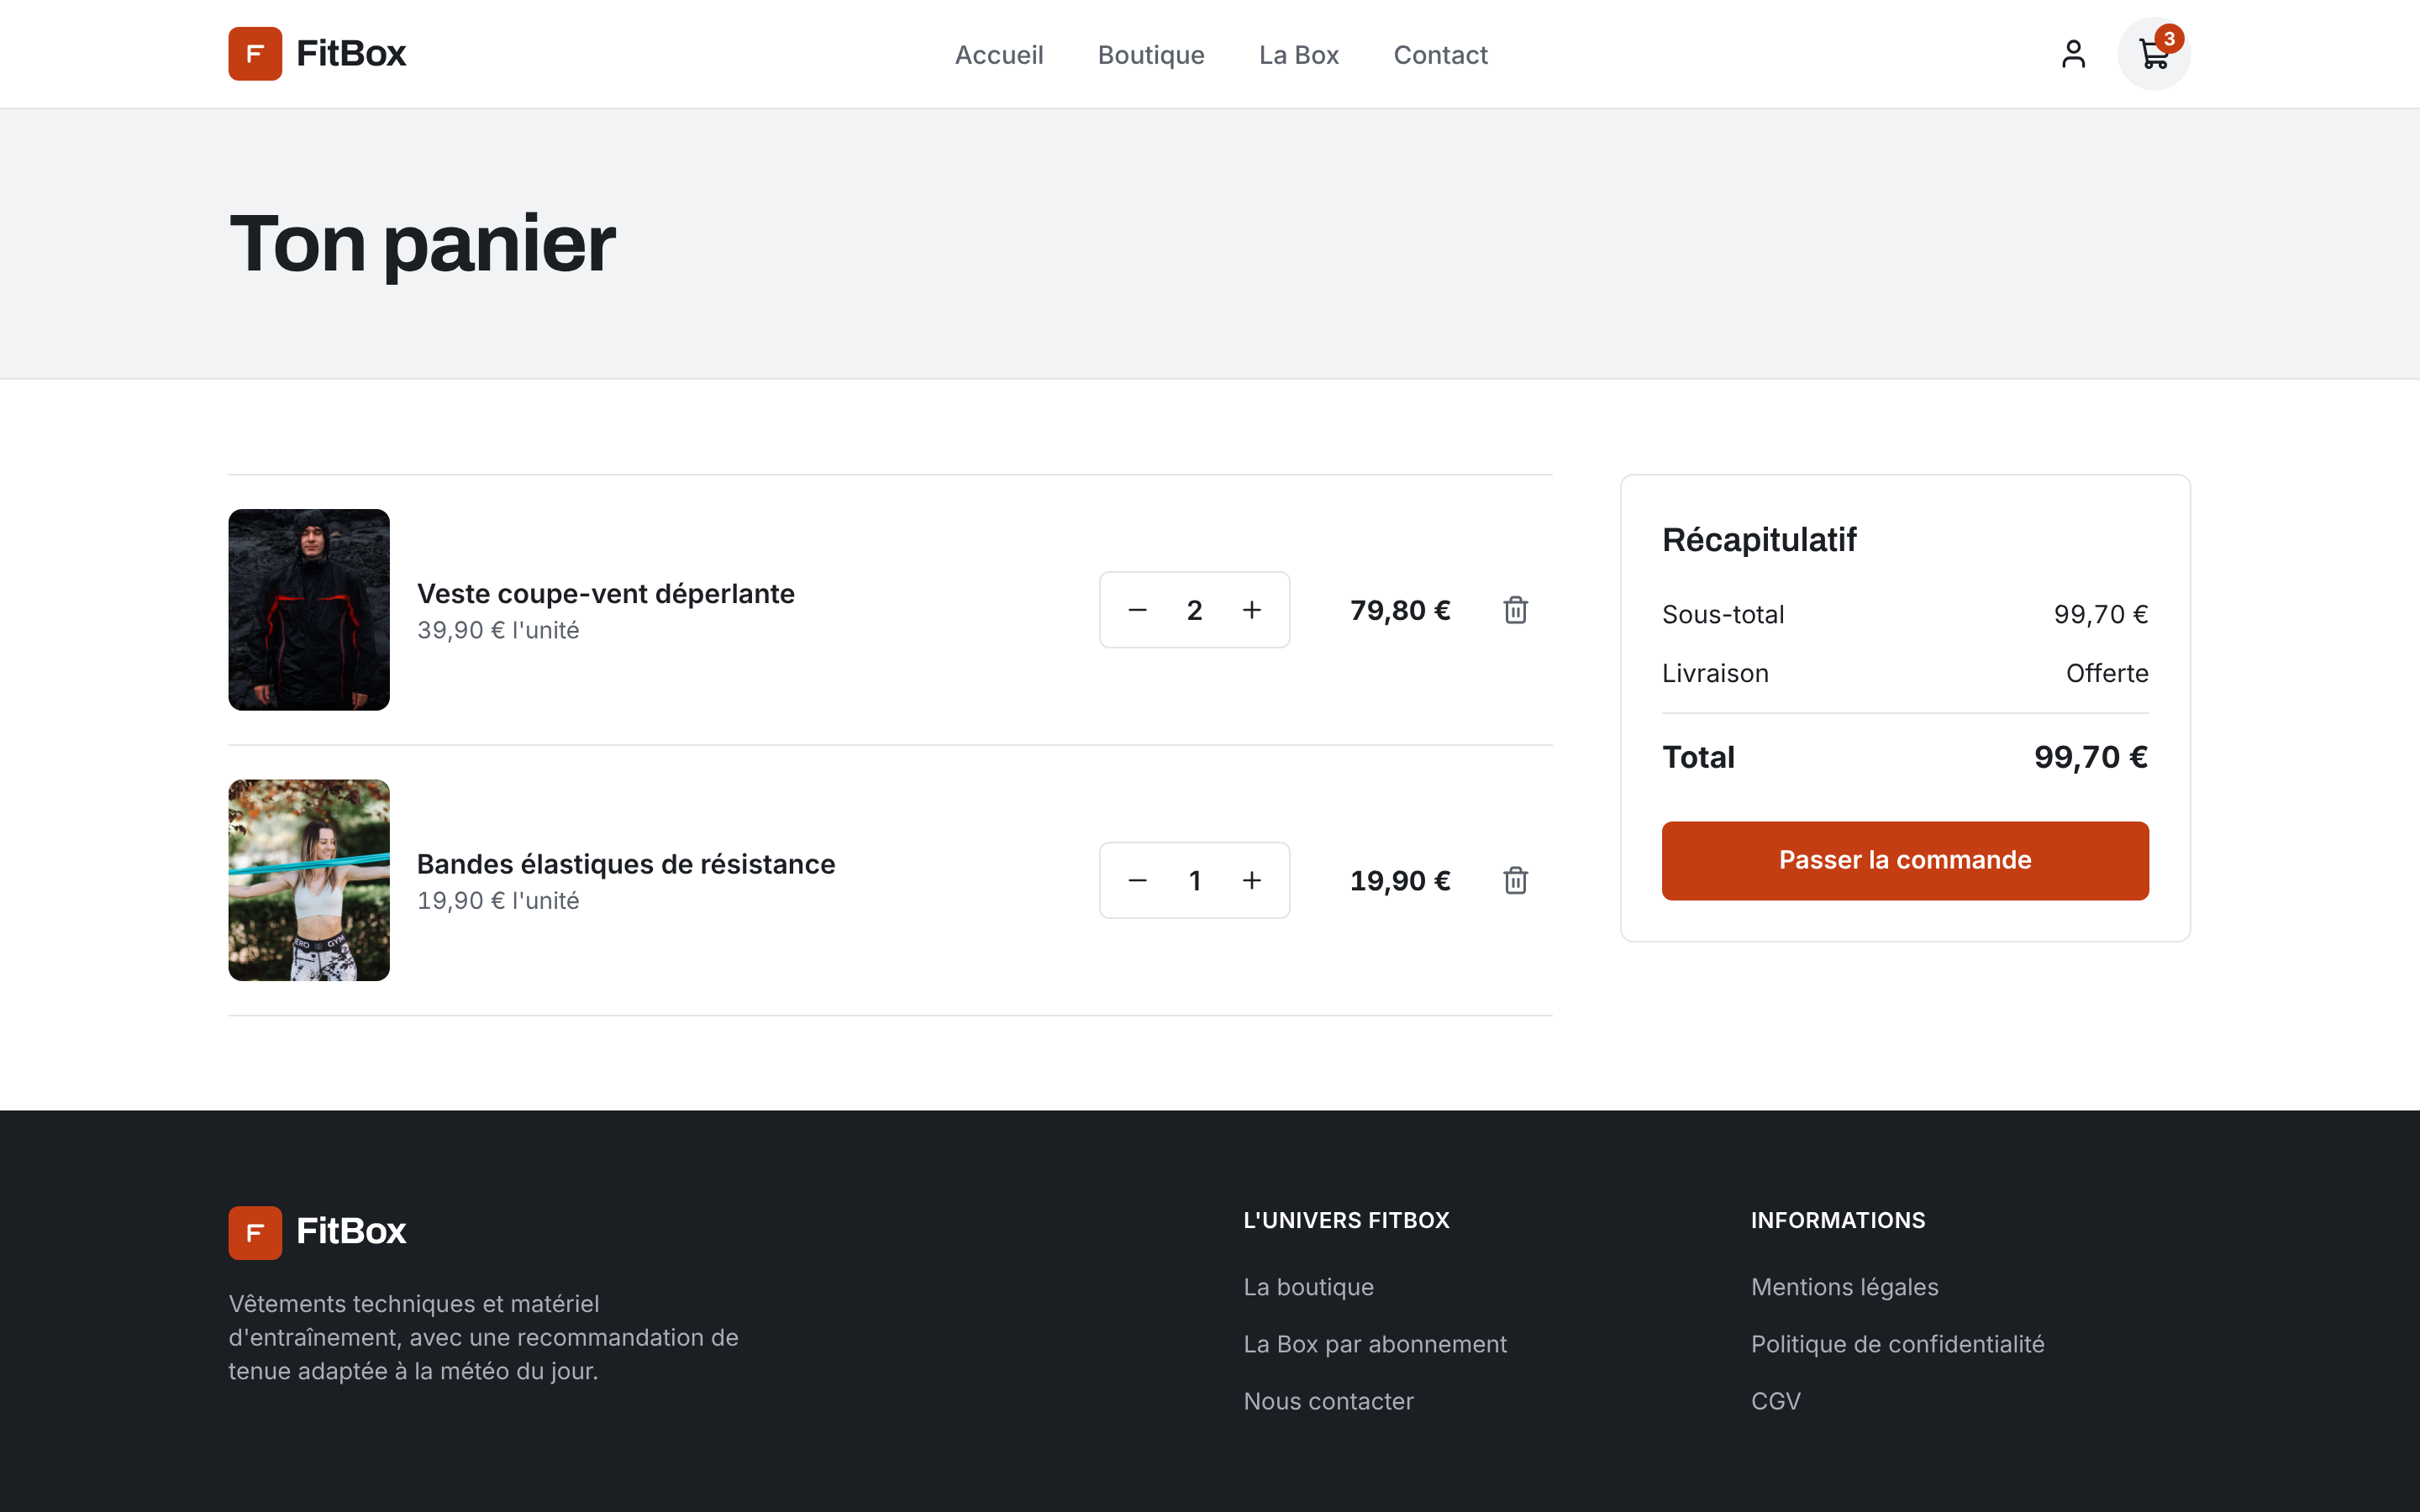 F FitBox
Accueil Boutique La Box Contact
3
Ton panier
Veste coupe-vent déperlante
39,90 € l'unité
2
79,80 €
Bandes élastiques de résistance
19,90 € l'unité
1
19,90 €
Récapitulatif
Sous-total 99,70 €
Livraison Offerte
Total 99,70 €
Passer la commande
F FitBox
Vêtements techniques et matériel
d'entraînement, avec une recommandation de
tenue adaptée à la météo du jour.
L'UNIVERS FITBOX
La boutique
La Box par abonnement
Nous contacter
INFORMATIONS
Mentions légales
Politique de confidentialité
CGV